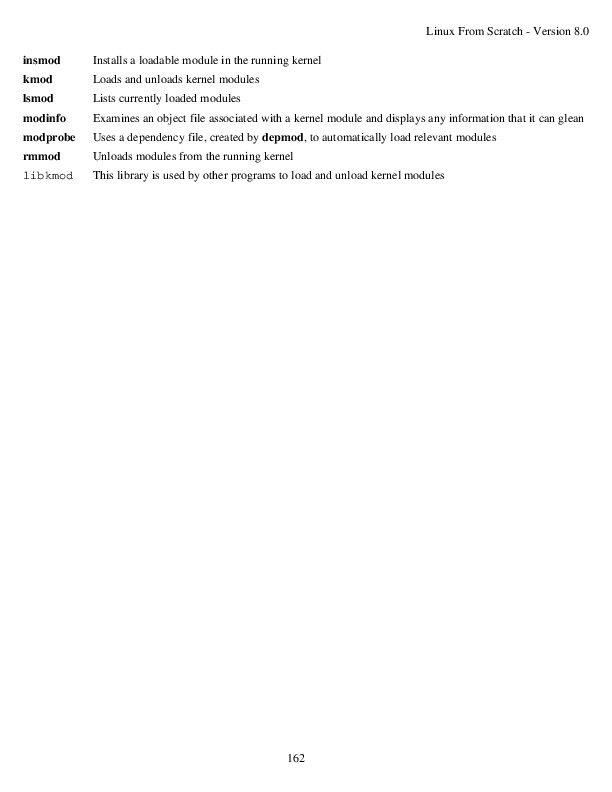 Linux From Scratch - Version 8.0
insmod Installs a loadable module in the running kernel
kmod Loads and unloads kernel modules
lsmod Lists currently loaded modules
modinfo Examines an object file associated with a kernel module and displays any information that it can glean
modprobe Uses a dependency file, created by depmod, to automatically load relevant modules
rmmod Unloads modules from the running kernel
libkmod This library is used by other programs to load and unload kernel modules
162